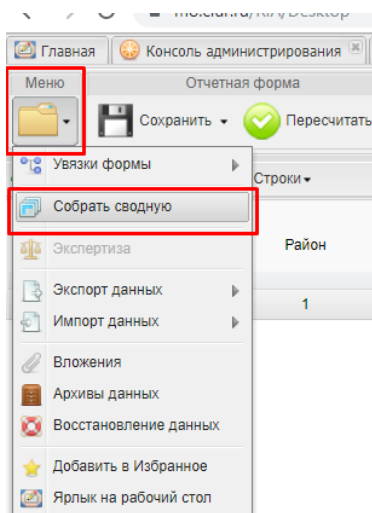 Главная Консоль администрирования
Меню Отчетная форма
Сохранить Пересчитать
Увязки формы
Строки
Собрать сводную
Экспертиза
Район
Экспорт данных
1
Импорт данных
Вложения
Архивы данных
Восстановление данных
Добавить в Избранное
Ярлык на рабочий стол